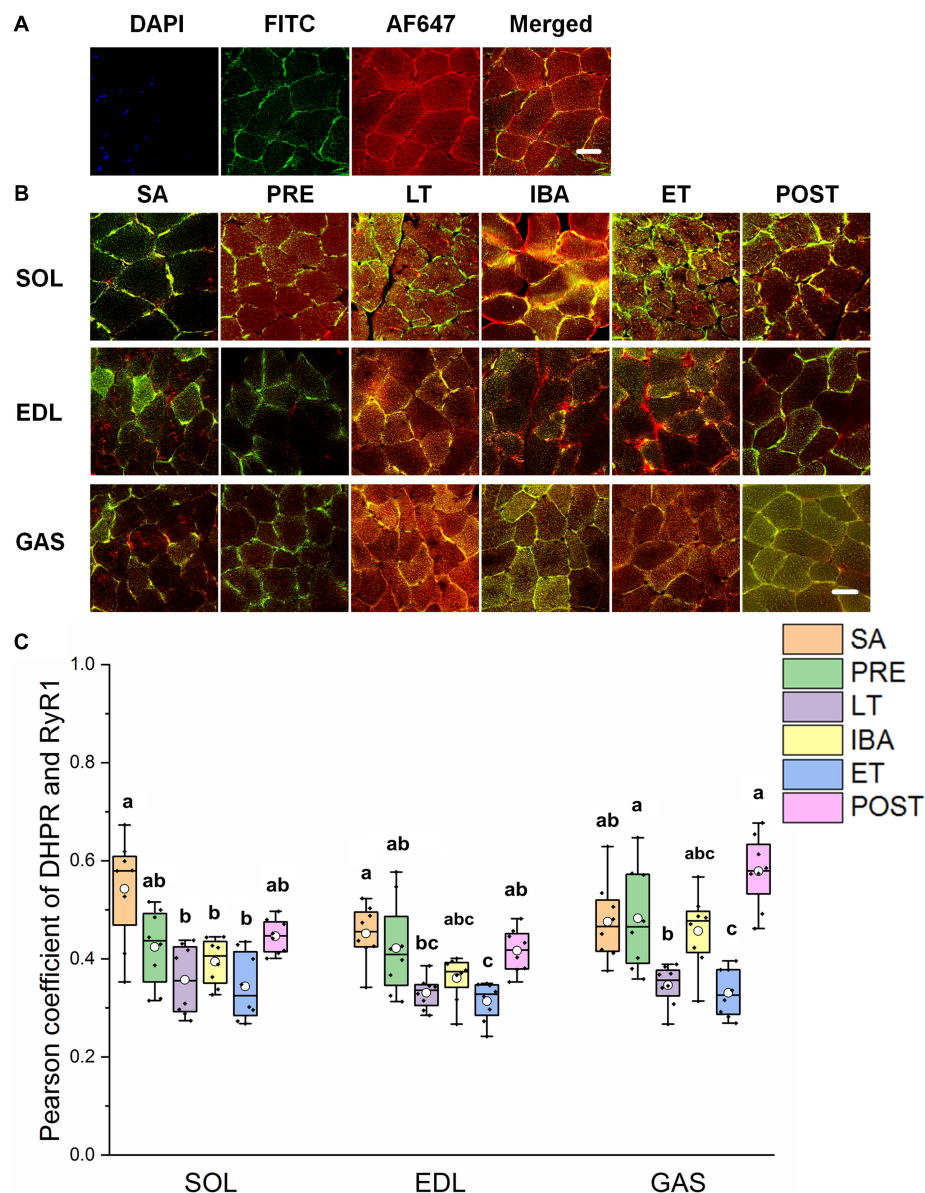 A
DAPI FITC AF647 Merged
B
SA PRE LT IBA ET POST
SOL
EDL
GAS
C
SA
PRE
LT
IBA
ET
POST
Pearson coefficient of DHPR and RyR1
1.0
0.8
0.6
0.4
0.2
0.0
a ab b b b ab
a ab bc abc c ab
ab a b abc c a
SOL EDL GAS